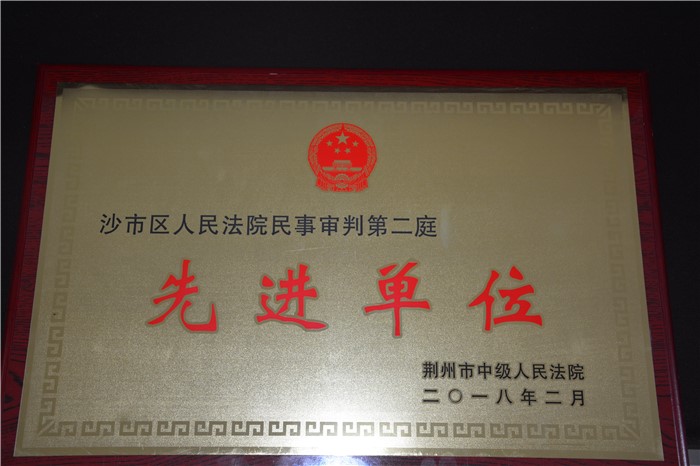 沙市区人民法院民事审判第二庭
先进单位
荆州市中级人民法院
二〇一八年二月